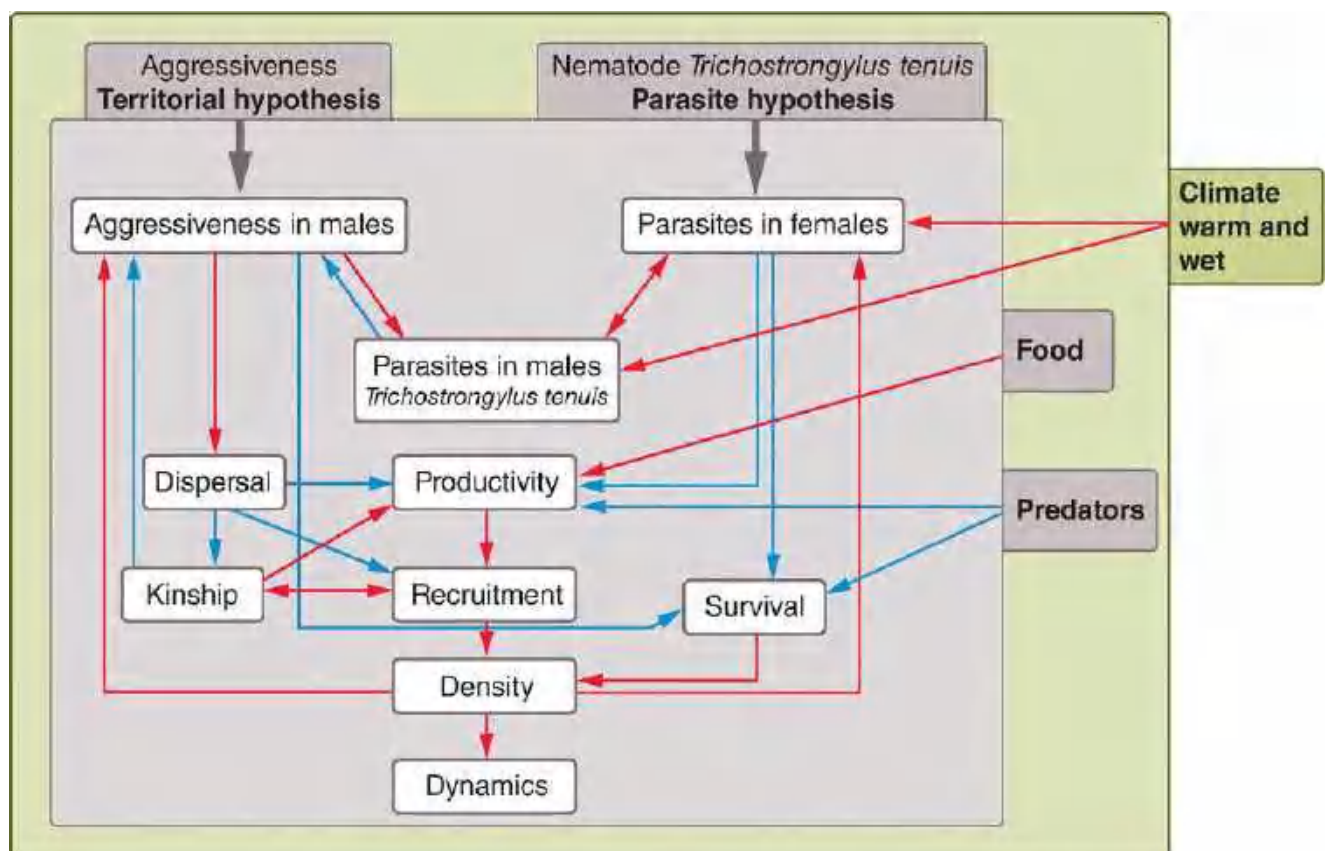 Aggressiveness
Territorial hypothesis
Nematode Trichostrongylus tenuis
Parasite hypothesis
Aggressiveness in males
Parasites in females
Climate
warm and
wet
Parasites in males
Trichostrongylus tenuis
Food
Dispersal
Productivity
Predators
Kinship
Recruitment
Survival
Density
Dynamics